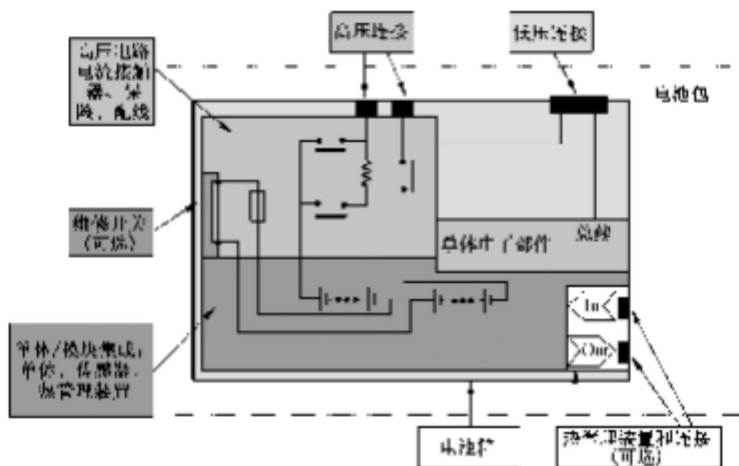 高压连接
低压连接
高压电路
电流接触
器、保
险、配线
电池包
维修开关
(可选)
单体电子部件
总线
In
Out
单体/模块集成:
单体、传感器、
热管理装置
电池箱
热管理装置和连接
(可选)